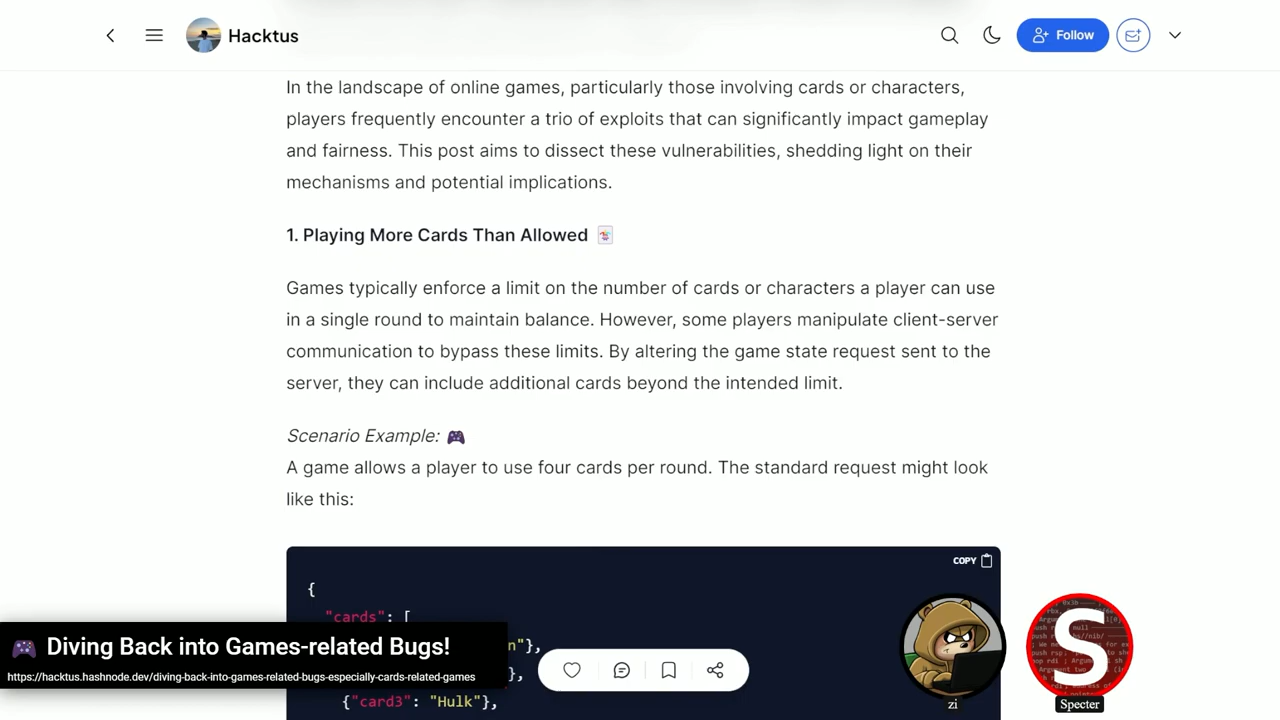 Hacktus
Follow
In the landscape of online games, particularly those involving cards or characters,
players frequently encounter a trio of exploits that can significantly impact gameplay
and fairness. This post aims to dissect these vulnerabilities, shedding light on their
mechanisms and potential implications.
1. Playing More Cards Than Allowed 🃏
Games typically enforce a limit on the number of cards or characters a player can use
in a single round to maintain balance. However, some players manipulate client-server
communication to bypass these limits. By altering the game state request sent to the
server, they can include additional cards beyond the intended limit.
Scenario Example: 🎮
A game allows a player to use four cards per round. The standard request might look
like this:
COPY
{
"cards": [
n"},
},
{"card3": "Hulk"},
🎮 Diving Back into Games-related Bugs!
https://hacktus.hashnode.dev/diving-back-into-games-related-bugs-especially-cards-related-games
zi
S
Specter